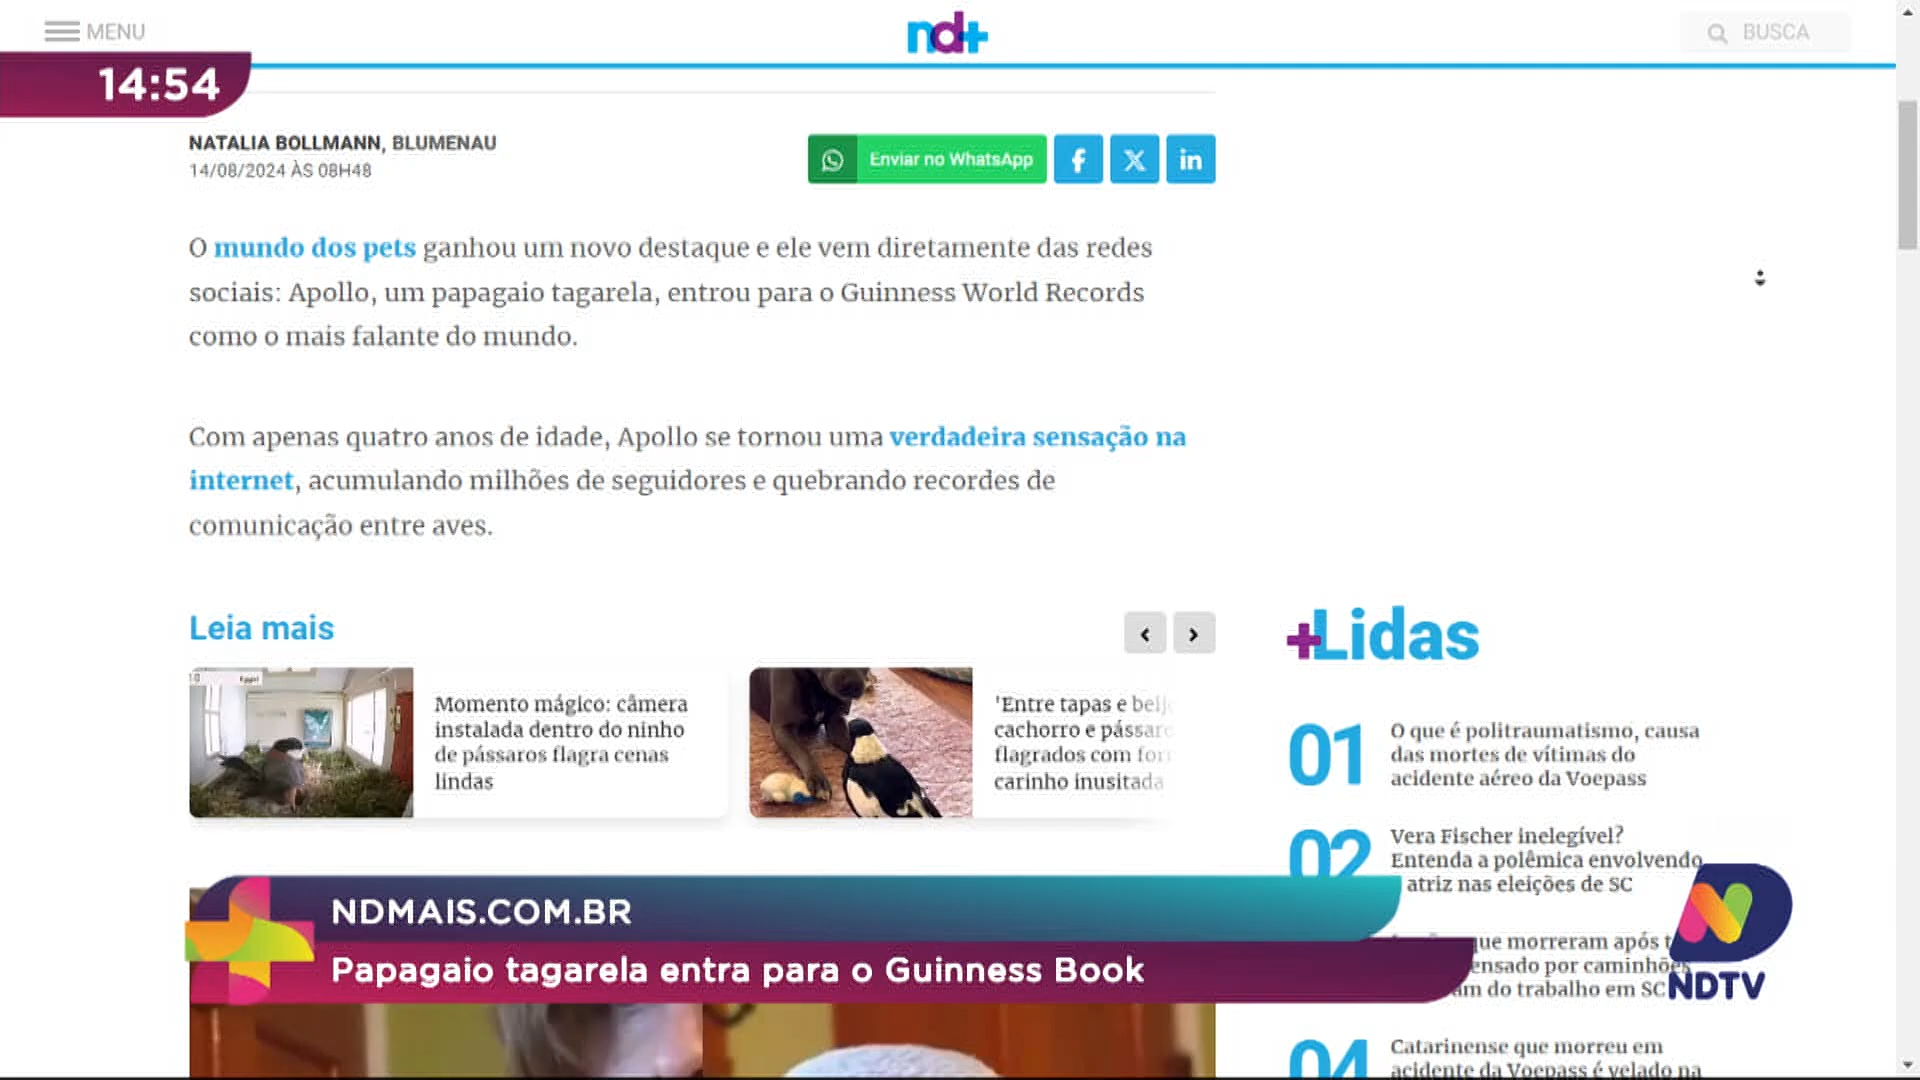 MENU
nd+
BUSCA
14:54
NATALIA BOLLMANN, BLUMENAU
14/08/2024 ÀS 08H48
Enviar no WhatsApp
O mundo dos pets ganhou um novo destaque e ele vem diretamente das redes
sociais: Apollo, um papagaio tagarela, entrou para o Guinness World Records
como o mais falante do mundo.
Com apenas quatro anos de idade, Apollo se tornou uma verdadeira sensação na
internet, acumulando milhões de seguidores e quebrando recordes de
comunicação entre aves.
Leia mais
Momento mágico: câmera
instalada dentro do ninho
de pássaros flagra cenas
lindas
'Entre tapas e beij
cachorro e pássaro
flagrados com for
carinho inusitada
+Lidas
01
O que é politraumatismo, causa
das mortes de vítimas do
acidente aéreo da Voepass
02
Vera Fischer inelegível?
Entenda a polêmica envolvendo
atriz nas eleições de SC
que morreram após t
ensado por caminhões
am do trabalho em SC
04
Catarinense que morreu em
acidente da Voepass é velado na
NDMAIS.COM.BR
Papagaio tagarela entra para o Guinness Book
NDTV